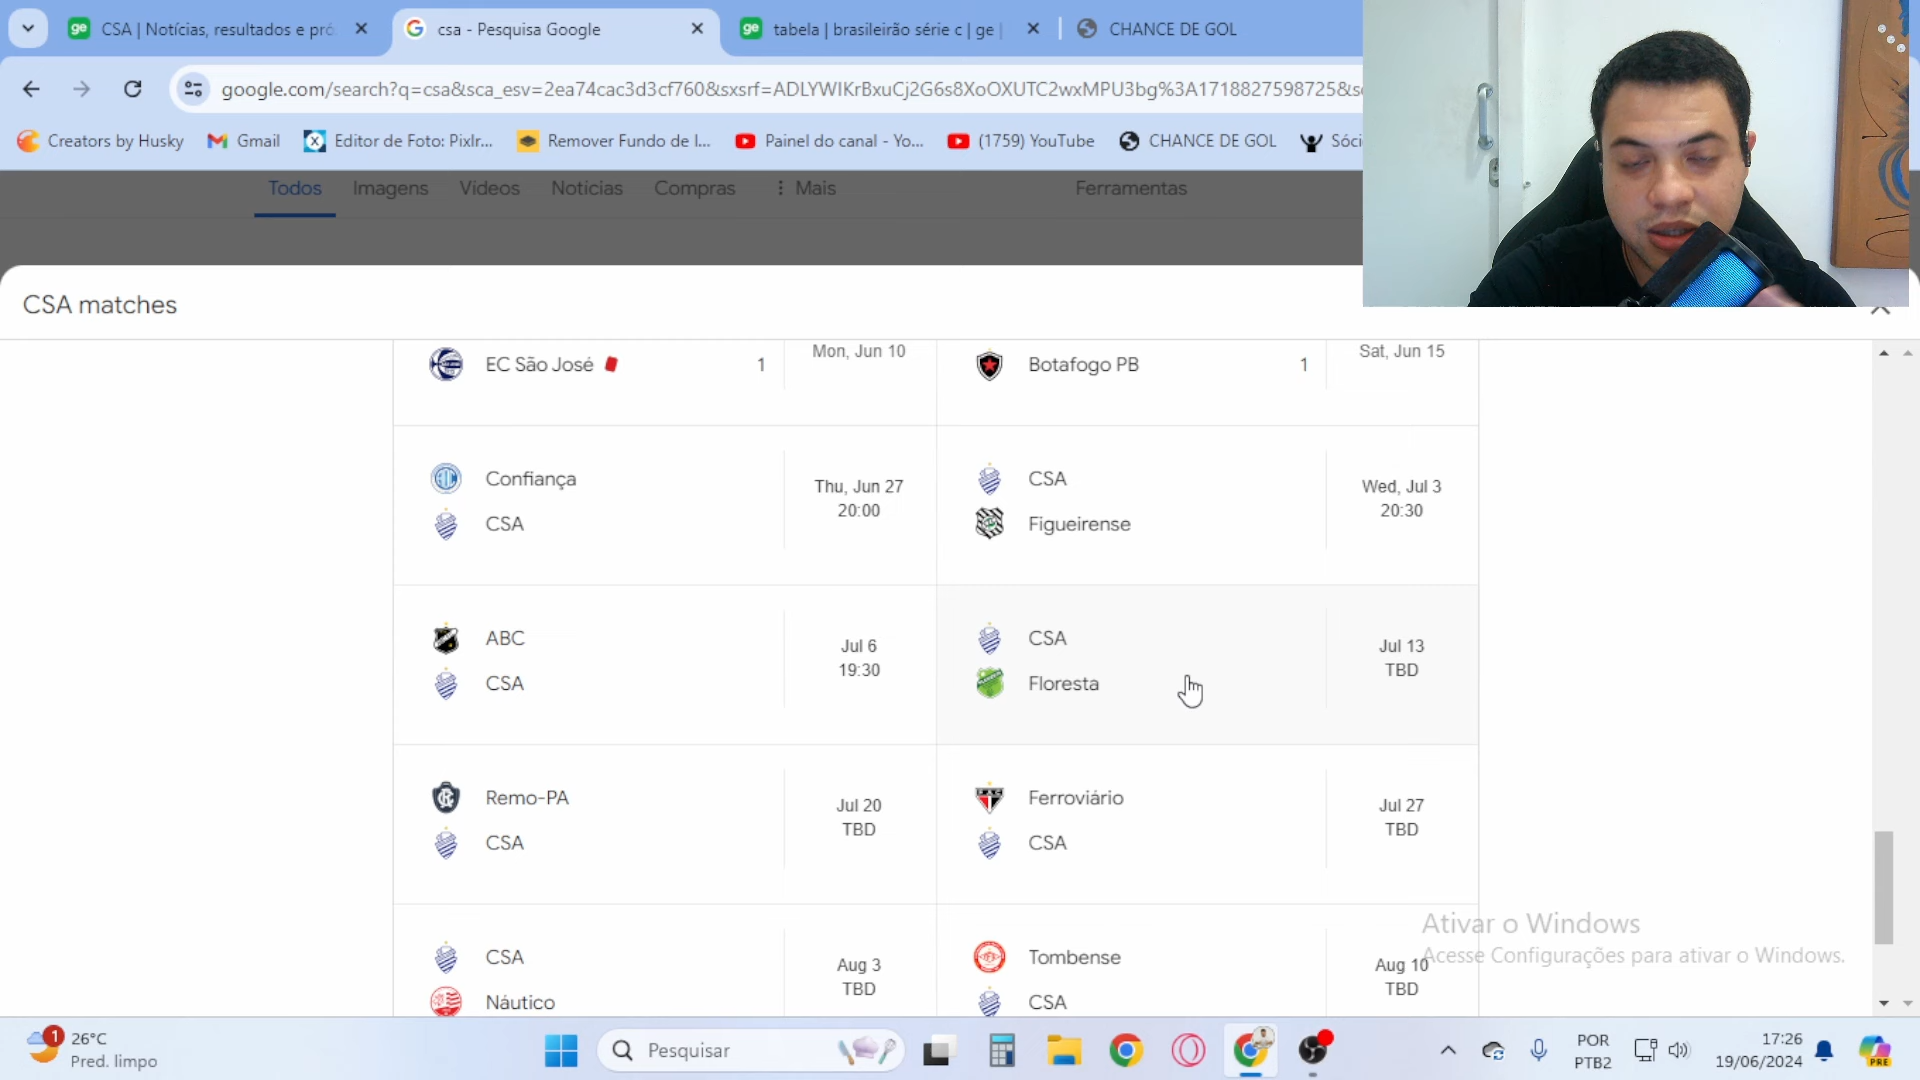 CSA | Notícias, resultados e pró
csa - Pesquisa Google
tabela | brasileirão série c | ge |
CHANCE DE GOL
google.com/search?q=csa&sca_esv=2ea74cac3d3cf760&sxsrf=ADLYWIKrBxuCj2G6s8XoOXUTC2wxMPU3bg%3A1718827598725&s
Creators by Husky
Gmail
Editor de Foto: Pixlr...
Remover Fundo de I...
Painel do canal - Yo...
(1759) YouTube
CHANCE DE GOL
Sóci
Todos
Imagens
Vídeos
Notícias
Compras
Mais
Ferramentas
CSA matches
EC São José 1
Mon, Jun 10
Botafogo PB 1
Sat, Jun 15
Confiança
CSA
Thu, Jun 27
20:00
CSA
Figueirense
Wed, Jul 3
20:30
ABC
CSA
Jul 6
19:30
CSA
Floresta
Jul 13
TBD
Remo-PA
CSA
Jul 20
TBD
Ferroviário
CSA
Jul 27
TBD
CSA
Náutico
Aug 3
TBD
Tombense
CSA
Aug 10
TBD
Ativar o Windows
Acesse Configurações para ativar o Windows.
1
26°C
Pred. limpo
Pesquisar
POR
PTB2
17:26
19/06/2024
PRE